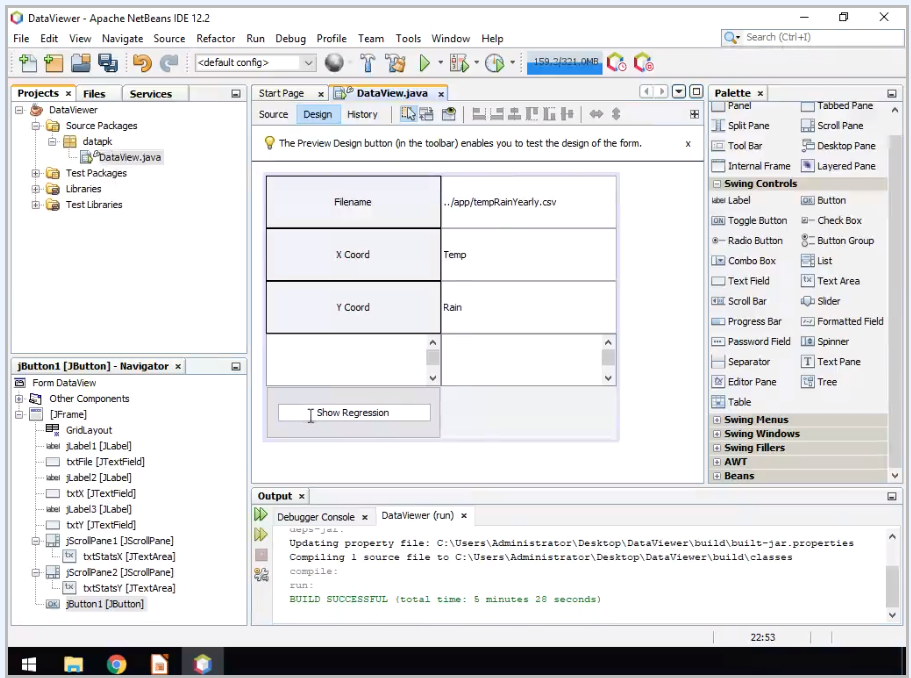 DataViewer - Apache NetBeans IDE 12.2
File Edit View Navigate Source Refactor Run Debug Profile Team Tools Window Help
Search (Ctrl+I)
<default config>
159.2/321.0MB
Projects Files Services
DataViewer
Source Packages
datapk
DataView.java
Test Packages
Libraries
Test Libraries
jButton1 [JButton] - Navigator
Form DataView
Other Components
[JFrame]
GridLayout
label jLabel1 [JLabel]
txtFile [JTextField]
label jLabel2 [JLabel]
txtX [JTextField]
label jLabel3 [JLabel]
txtY [JTextField]
jScrollPane1 [JScrollPane]
txtStatsX [JTextArea]
jScrollPane2 [JScrollPane]
txtStatsY [JTextArea]
OK jButton1 [JButton]
Start Page DataView.java
Source Design History
The Preview Design button (in the toolbar) enables you to test the design of the form. x
Filename ../app/tempRainYearly.csv
X Coord Temp
Y Coord Rain
Show Regression
Palette
Panel Tabbed Pane
Split Pane Scroll Pane
Tool Bar Desktop Pane
Internal Frame Layered Pane
Swing Controls
label Label OK Button
ON Toggle Button Check Box
Radio Button Button Group
Combo Box List
Text Field Text Area
Scroll Bar Slider
Progress Bar Formatted Field
Password Field Spinner
Separator T Text Pane
Editor Pane Tree
Table
Swing Menus
Swing Windows
Swing Fillers
AWT
Beans
Output
Debugger Console DataViewer (run)
deps-jar:
Updating property file: C:\Users\Administrator\Desktop\DataViewer\build\built-jar.properties
Compiling 1 source file to C:\Users\Administrator\Desktop\DataViewer\build\classes
compile:
run:
BUILD SUCCESSFUL (total time: 5 minutes 28 seconds)
22:53